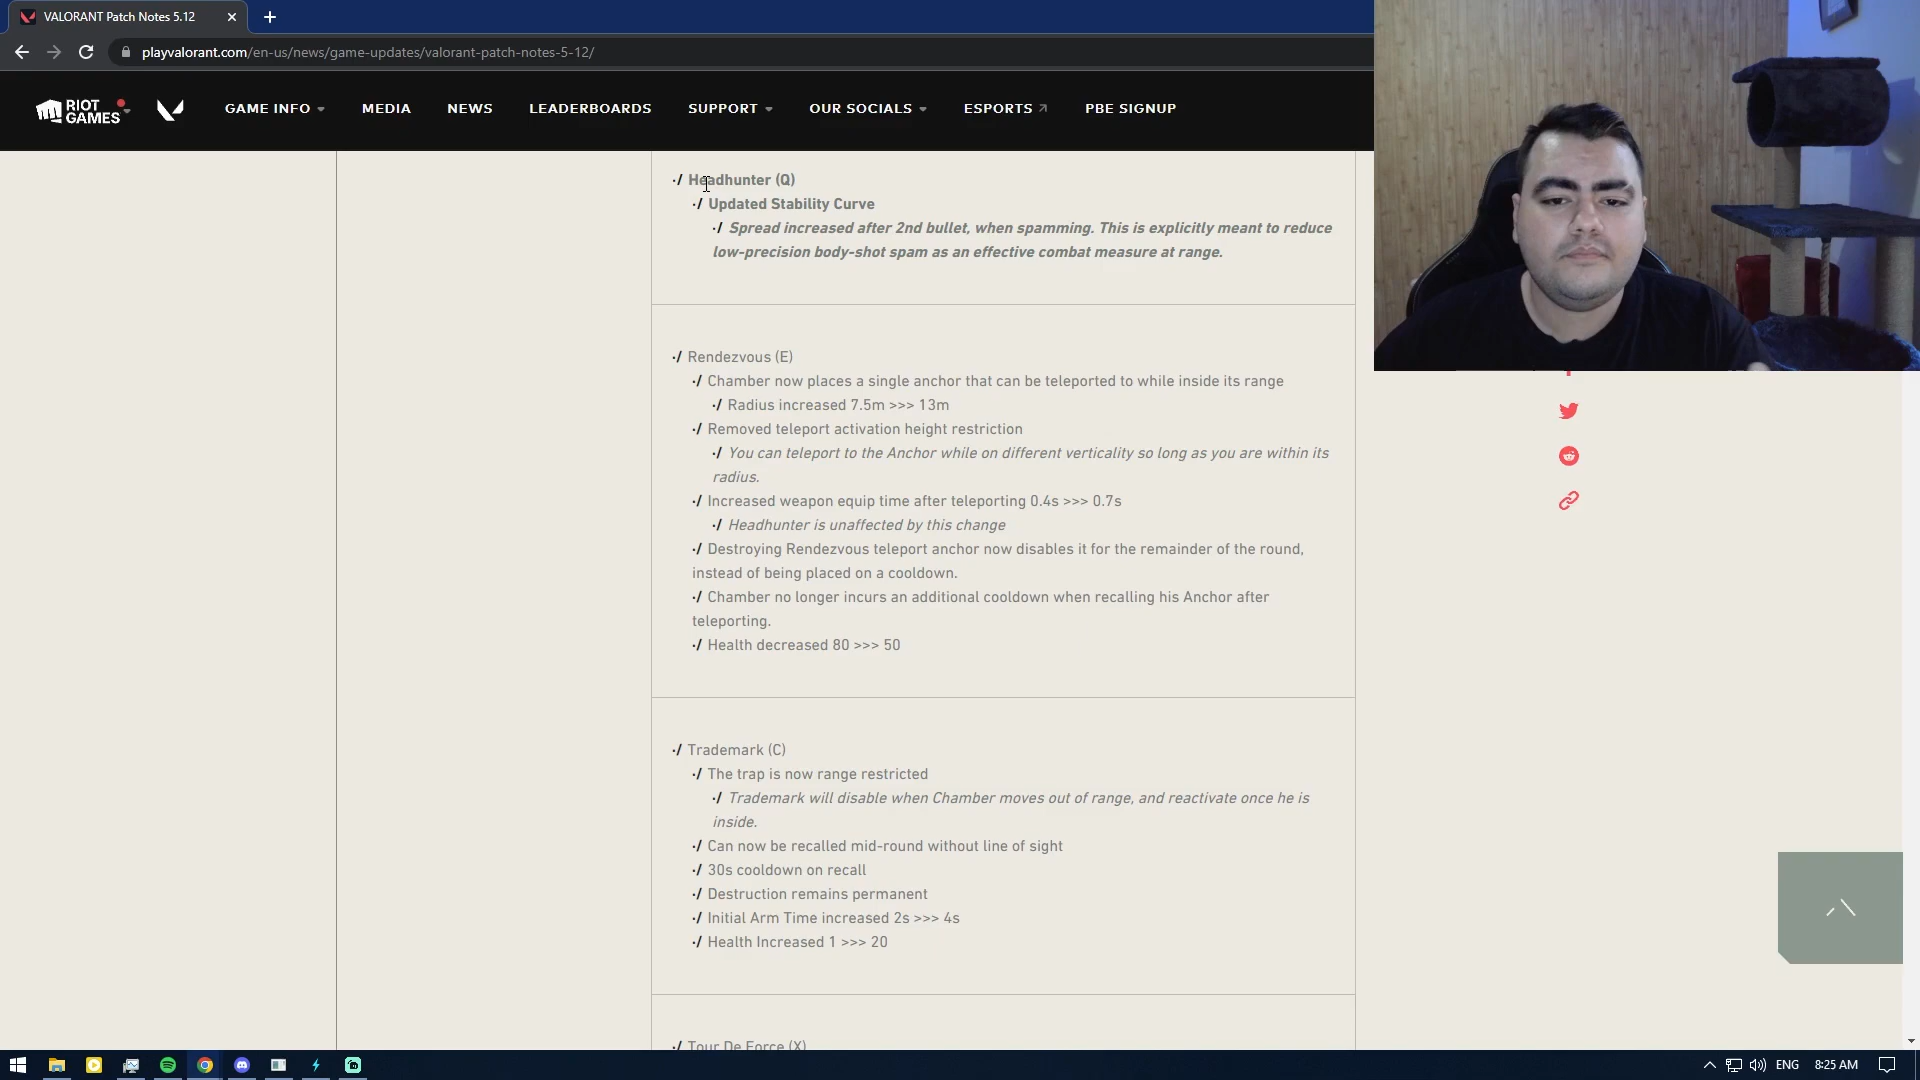 VALORANT Patch Notes 5.12
playvalorant.com/en-us/news/game-updates/valorant-patch-notes-5-12/
RIOT GAMES
GAME INFO
MEDIA
NEWS
LEADERBOARDS
SUPPORT
OUR SOCIALS
ESPORTS
PBE SIGNUP
Headhunter (Q)
Updated Stability Curve
Spread increased after 2nd bullet, when spamming. This is explicitly meant to reduce
low-precision body-shot spam as an effective combat measure at range.
Rendezvous (E)
Chamber now places a single anchor that can be teleported to while inside its range
Radius increased 7.5m >>> 13m
Removed teleport activation height restriction
You can teleport to the Anchor while on different verticality so long as you are within its
radius.
Increased weapon equip time after teleporting 0.4s >>> 0.7s
Headhunter is unaffected by this change
Destroying Rendezvous teleport anchor now disables it for the remainder of the round,
instead of being placed on a cooldown.
Chamber no longer incurs an additional cooldown when recalling his Anchor after
teleporting.
Health decreased 80 >>> 50
Trademark (C)
The trap is now range restricted
Trademark will disable when Chamber moves out of range, and reactivate once he is
inside.
Can now be recalled mid-round without line of sight
30s cooldown on recall
Destruction remains permanent
Initial Arm Time increased 2s >>> 4s
Health Increased 1 >>> 20
Tour De Force (X)
ENG
8:25 AM